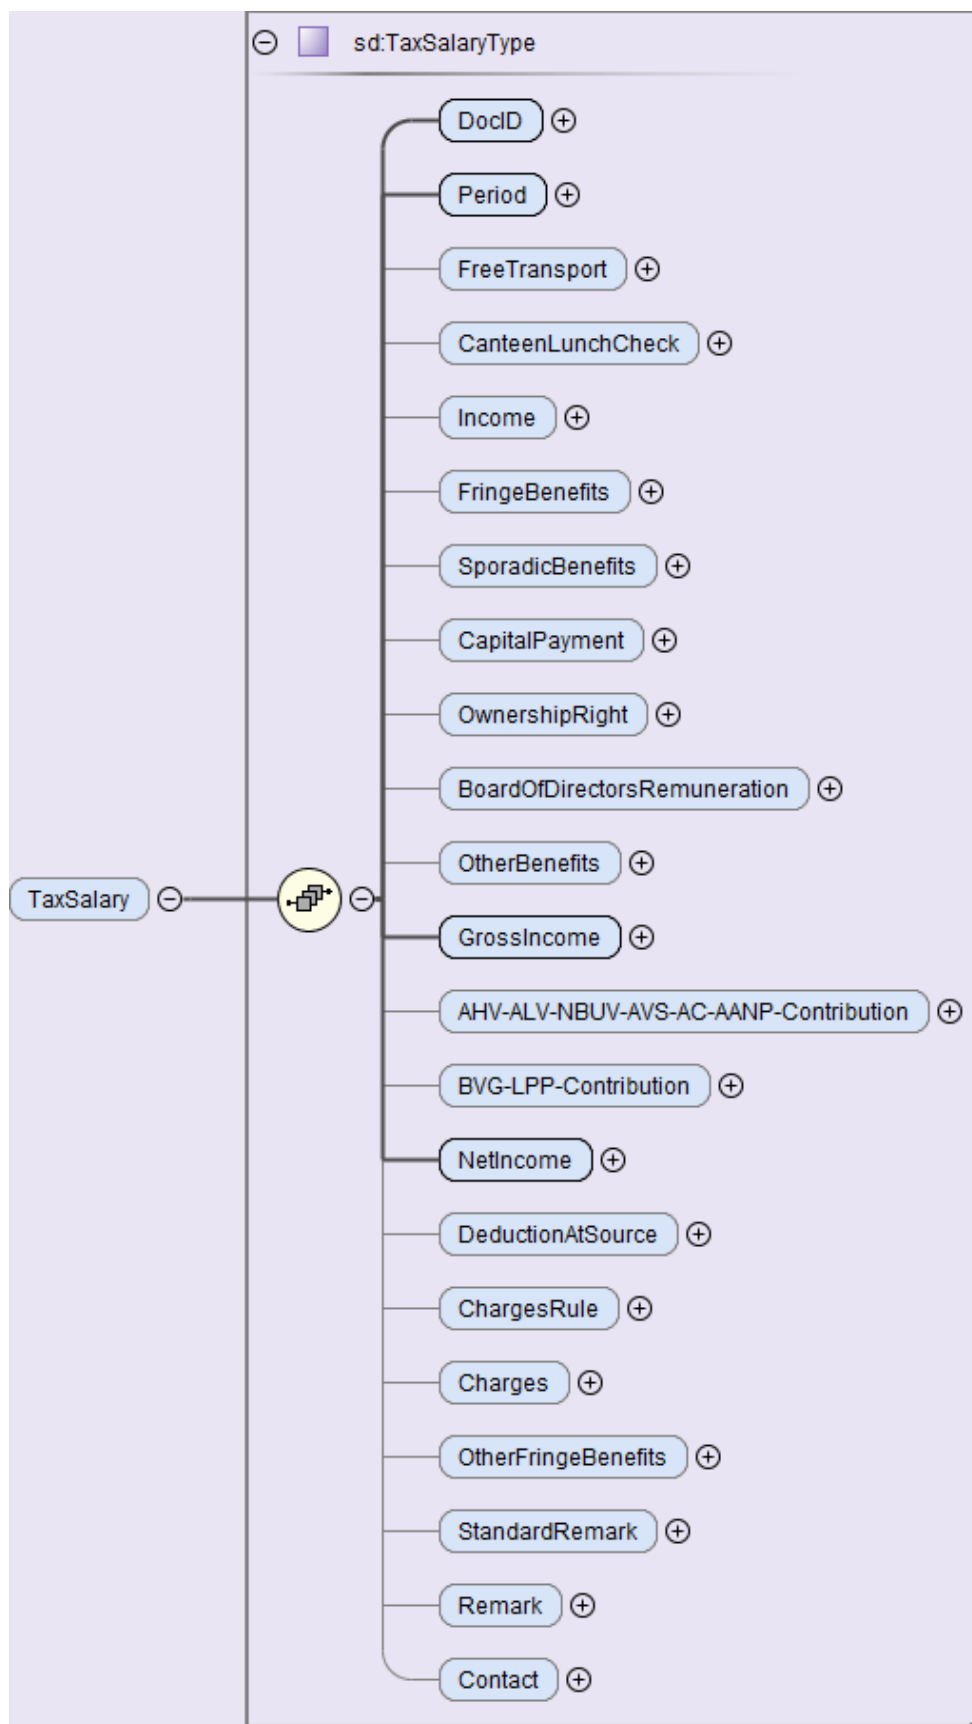 sd:TaxSalaryType
DocID
Period
FreeTransport
CanteenLunchCheck
Income
FringeBenefits
SporadicBenefits
CapitalPayment
OwnershipRight
BoardOfDirectorsRemuneration
OtherBenefits
TaxSalary
GrossIncome
AHV-ALV-NBUV-AVS-AC-AANP-Contribution
BVG-LPP-Contribution
NetIncome
DeductionAtSource
ChargesRule
Charges
OtherFringeBenefits
StandardRemark
Remark
Contact